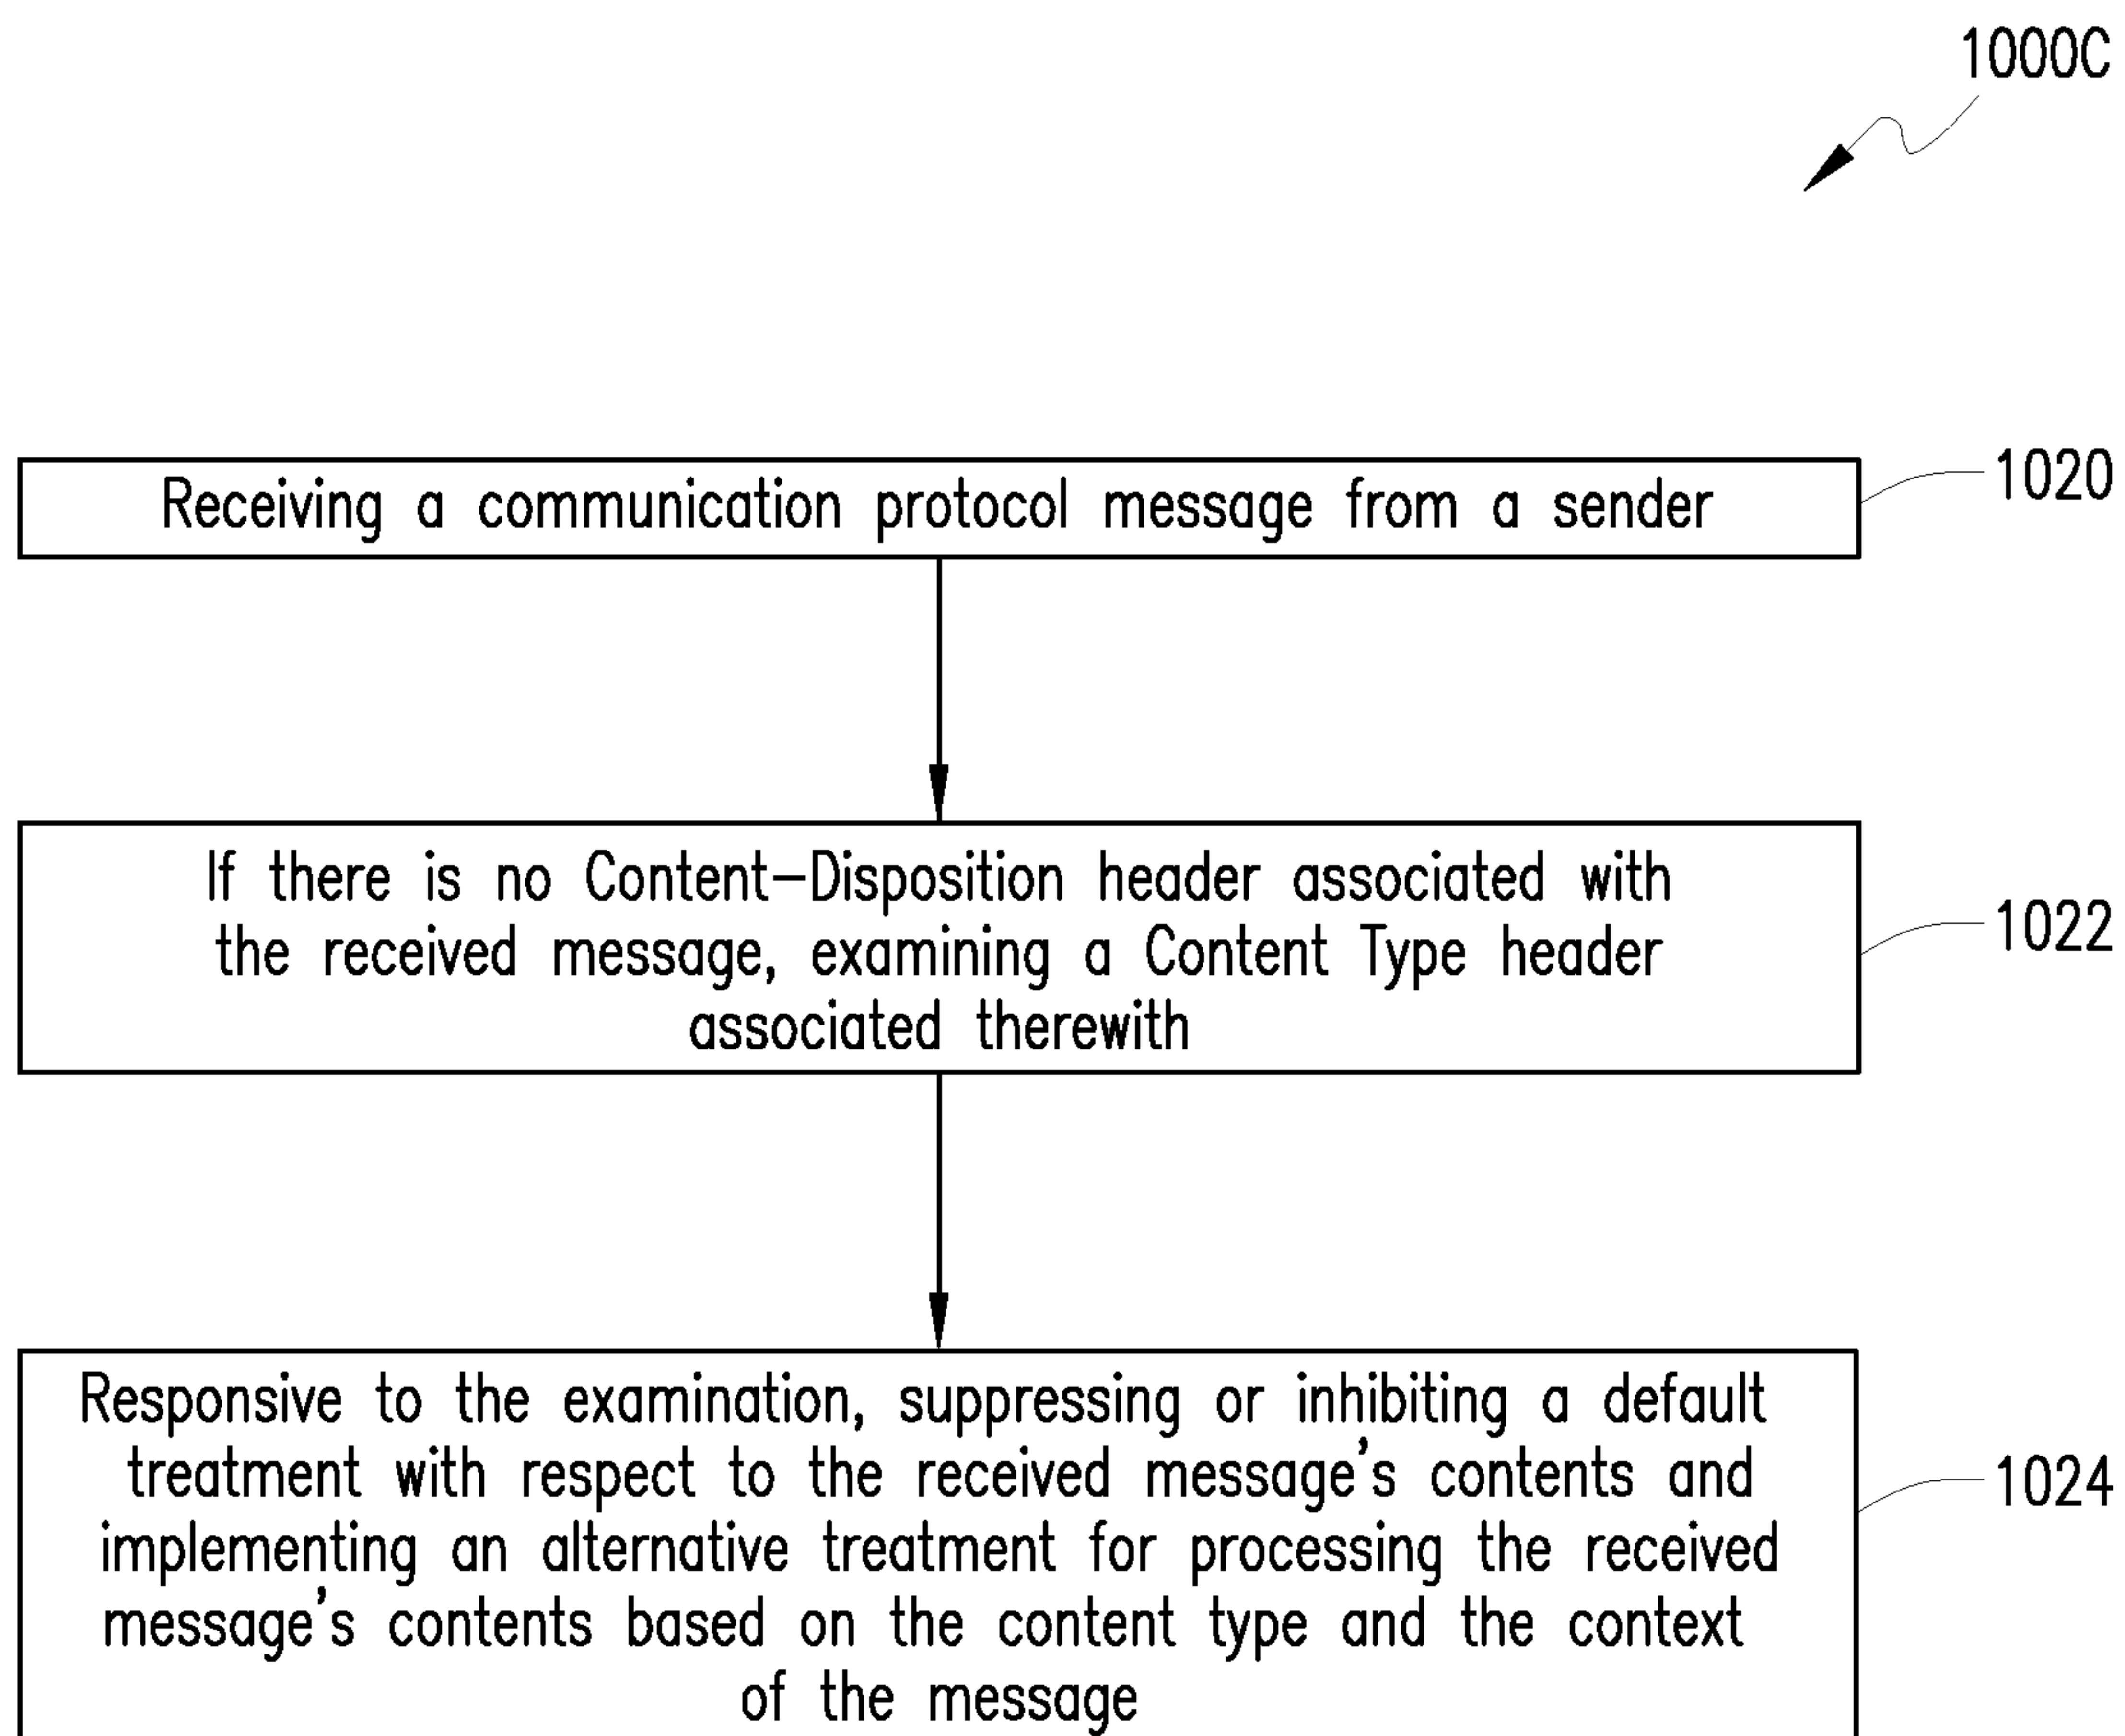 1000C
Receiving a communication protocol message from a sender
1020
If there is no Content-Disposition header associated with
the received message, examining a Content Type header
associated therewith
1022
Responsive to the examination, suppressing or inhibiting a default
treatment with respect to the received message's contents and
implementing an alternative treatment for processing the received
message's contents based on the content type and the context
of the message
1024